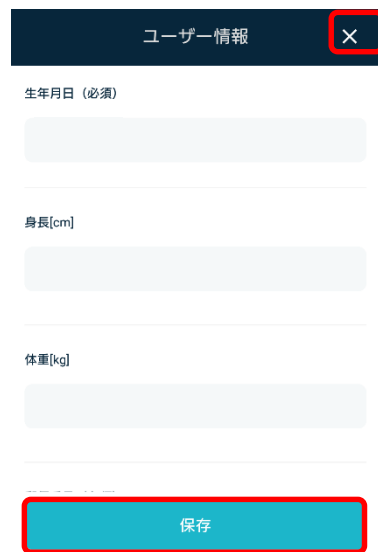 ユーザー情報
生年月日（必須）
身長[cm]
体重[kg]
保存